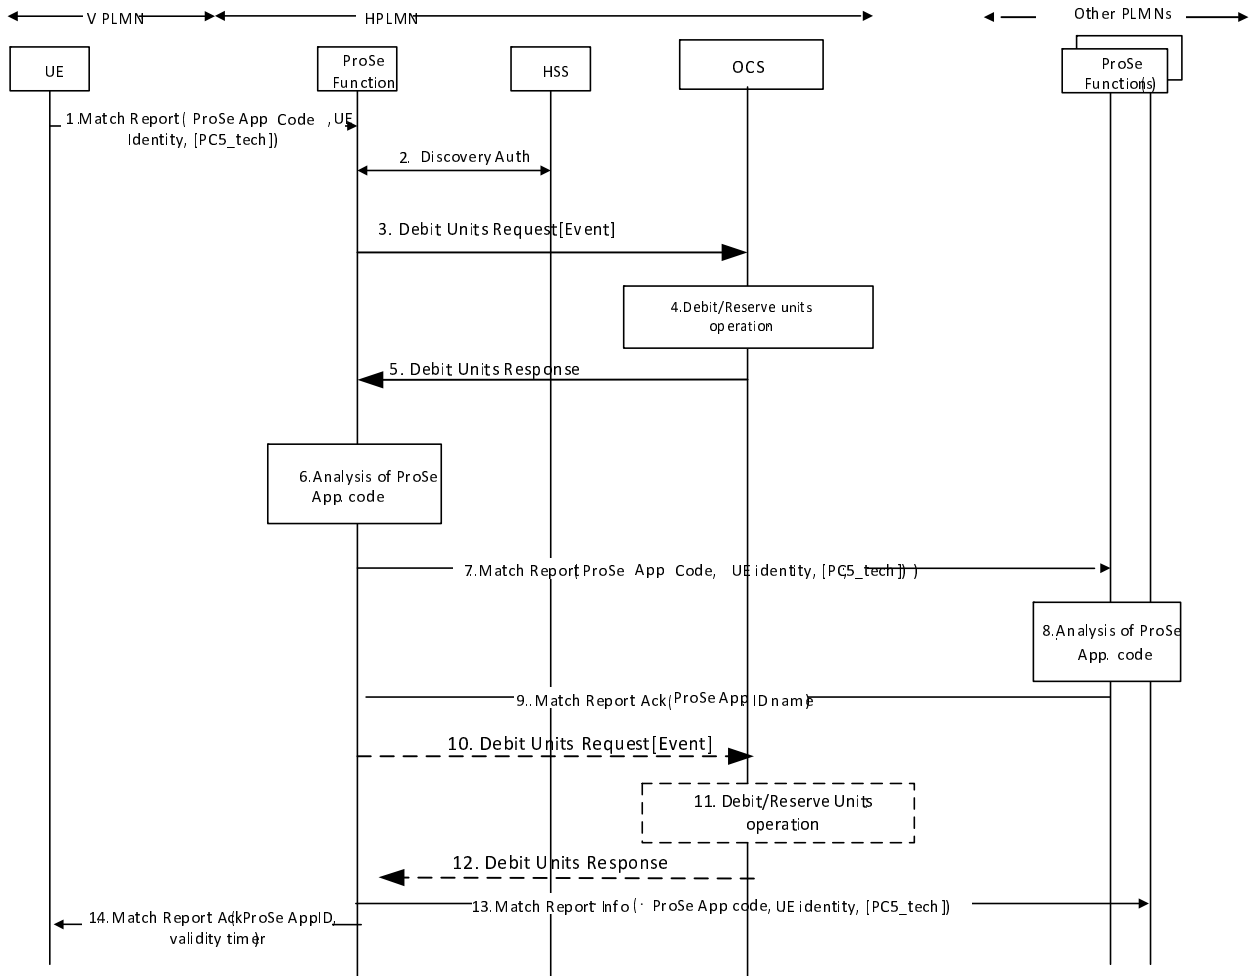 V PLMN
HPLMN
Other PLMNs
UE
ProSe
Function
HSS
OCS
ProSe
Functions()
1.Match Report( ProSe App Code , UE
Identity, [PC5_tech])
2. Discovery Auth
3. Debit Units Request[Event]
4.Debit/Reserve units
operation
5. Debit Units Response
6.Analysis of ProSe
App. code
7.Match Report(ProSe App Code, UE identity, [PC5_tech]) )
8.Analysis of ProSe
App. code
9..Match Report Ack(ProSe App IDname)
10. Debit Units Request[Event]
11. Debit/Reserve Units
operation
12. Debit Units Response
13.Match Report Info (· ProSe App code, UE identity, [PC5_tech])
14.Match Report Ack(ProSe AppID,
validity timer)